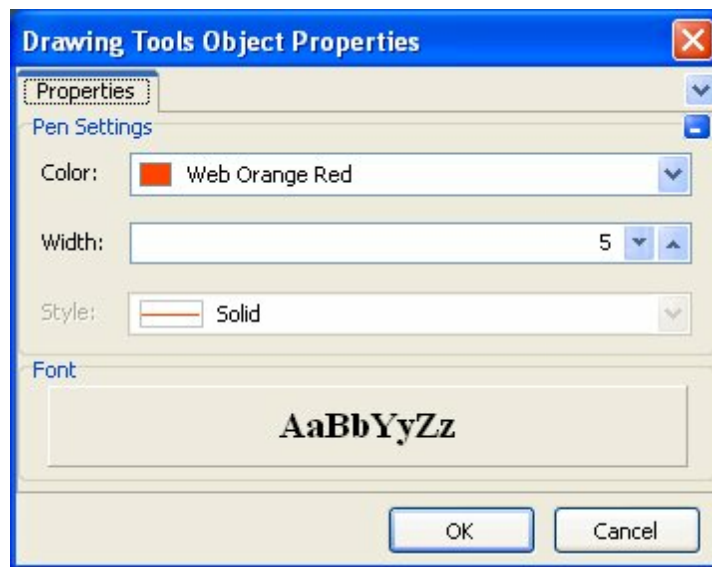 Drawing Tools Object Properties
Properties
Pen Settings
Color: Web Orange Red
Width: 5
Style: Solid
Font
AaBbYyZz
OK Cancel